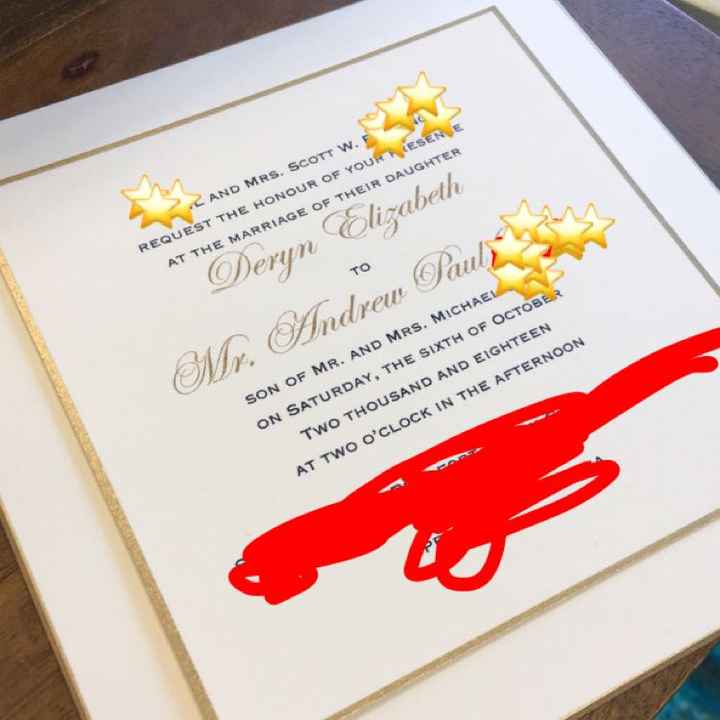 AND MRS. SCOTT W.
REQUEST THE HONOUR OF YOUR PRESENCE
AT THE MARRIAGE OF THEIR DAUGHTER
Deryn Elizabeth
TO
Mr. Andrew Paul
SON OF MR. AND MRS. MICHAEL
ON SATURDAY, THE SIXTH OF OCTOBER
TWO THOUSAND AND EIGHTEEN
AT TWO O'CLOCK IN THE AFTERNOON